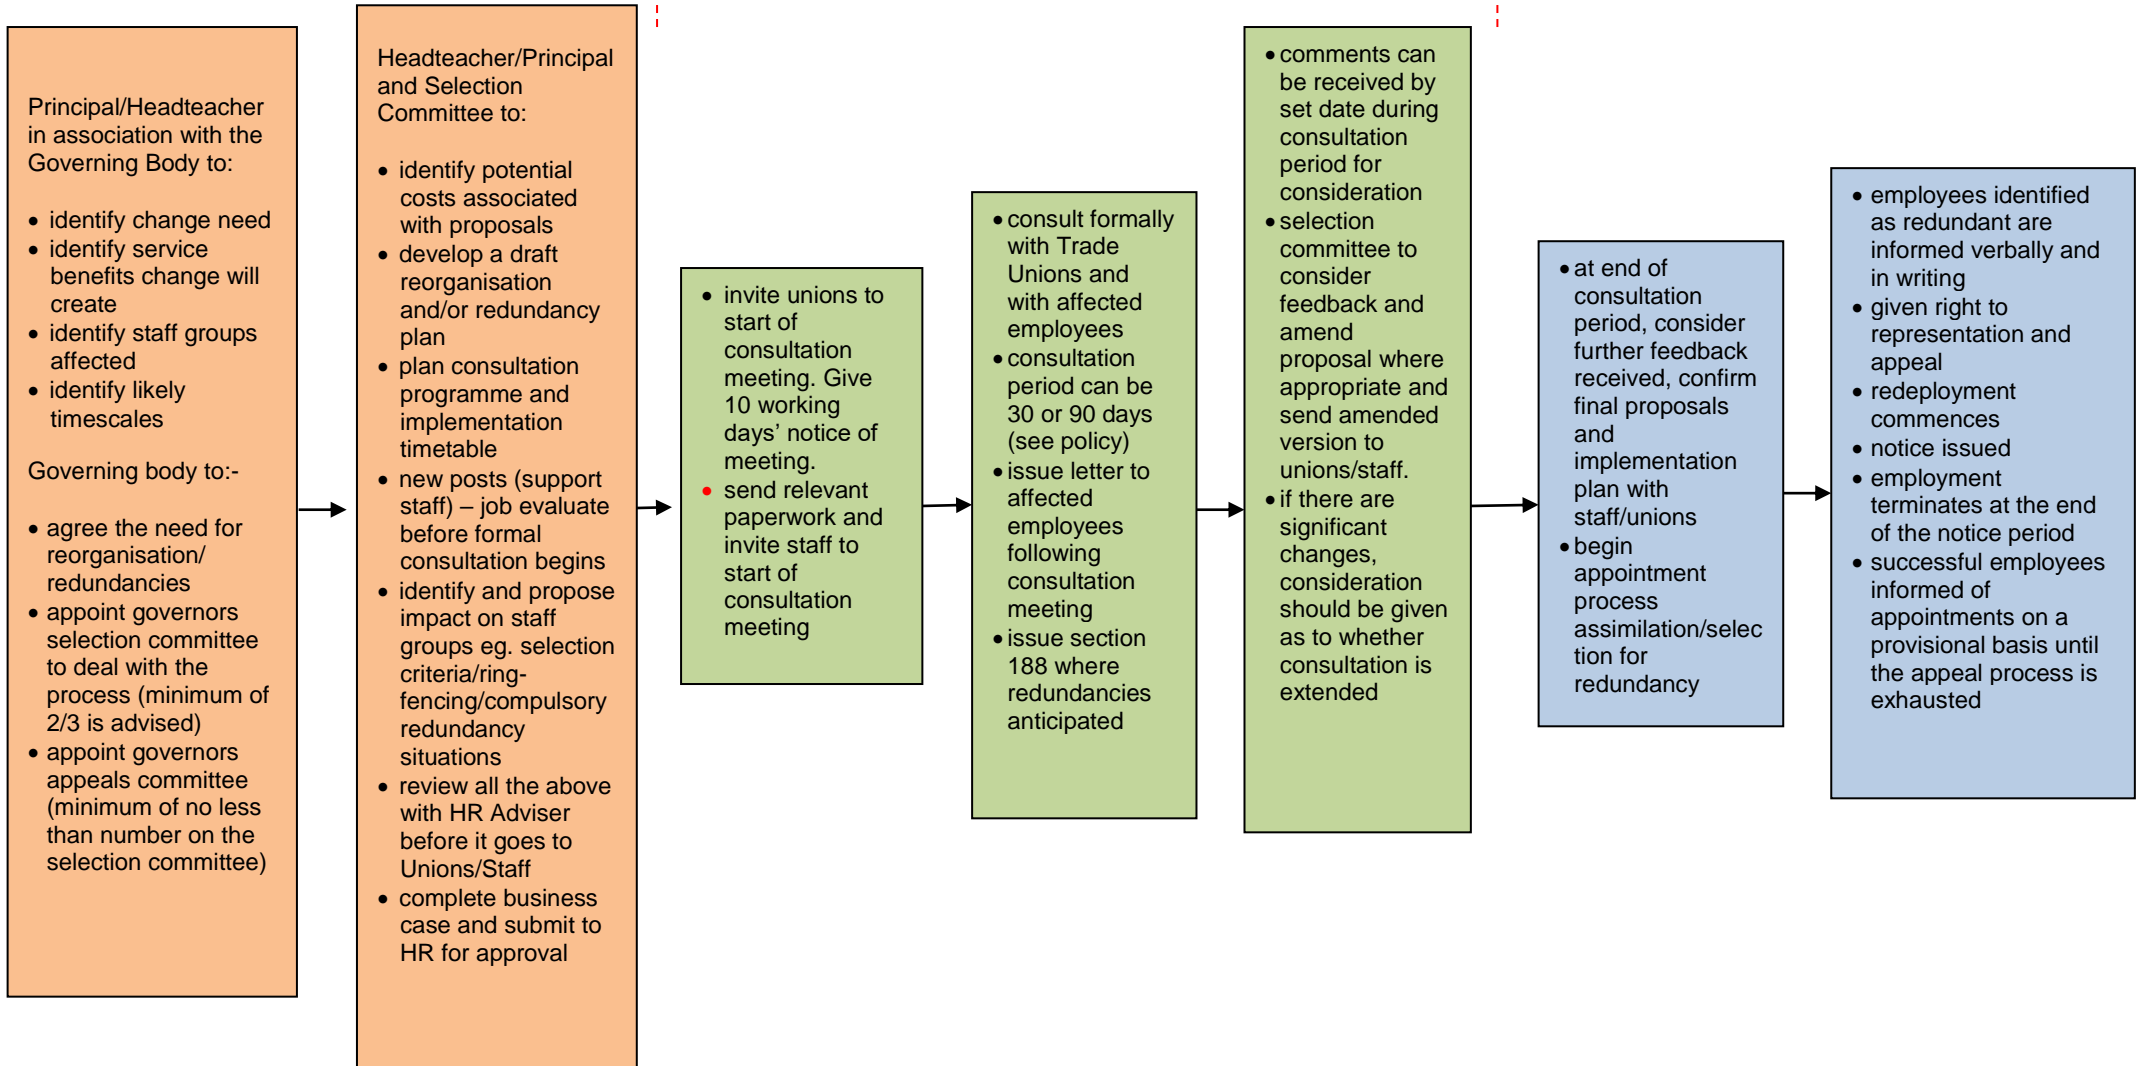 Principal/Headteacher
in association with the
Governing Body to:
• identify change need
• identify service
benefits change will
create
• identify staff groups
affected
• identify likely
timescales
Governing body to:-
• agree the need for
reorganisation/
redundancies
• appoint governors
selection committee
to deal with the
process (minimum of
2/3 is advised)
• appoint governors
appeals committee
(minimum of no less
than number on the
selection committee)
Headteacher/Principal
and Selection
Committee to:
• identify potential
costs associated
with proposals
• develop a draft
reorganisation
and/or redundancy
plan
• plan consultation
programme and
implementation
timetable
• new posts (support
staff) – job evaluate
before formal
consultation begins
• identify and propose
impact on staff
groups eg. selection
criteria/ring-
fencing/compulsory
redundancy
situations
• review all the above
with HR Adviser
before it goes to
Unions/Staff
• complete business
case and submit to
HR for approval
• invite unions to
start of
consultation
meeting. Give
10 working
days’ notice of
meeting.
• send relevant
paperwork and
invite staff to
start of
consultation
meeting
• consult formally
with Trade
Unions and
with affected
employees
• consultation
period can be
30 or 90 days
(see policy)
• issue letter to
affected
employees
following
consultation
meeting
• issue section
188 where
redundancies
anticipated
• comments can
be received by
set date during
consultation
period for
consideration
• selection
committee to
consider
feedback and
amend
proposal where
appropriate and
send amended
version to
unions/staff.
• if there are
significant
changes,
consideration
should be given
as to whether
consultation is
extended
• at end of
consultation
period, consider
further feedback
received, confirm
final proposals
and
implementation
plan with
staff/unions
• begin
appointment
process
assimilation/selec
tion for
redundancy
• employees identified
as redundant are
informed verbally and
in writing
• given right to
representation and
appeal
• redeployment
commences
• notice issued
• employment
terminates at the end
of the notice period
• successful employees
informed of
appointments on a
provisional basis until
the appeal process is
exhausted